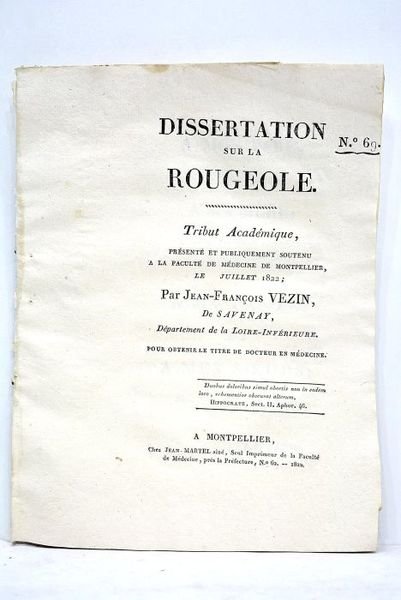 DISSERTATION
N.º 69.
SUR LA
ROUGEOLE.
Tribut Académique,
PRÉSENTÉ ET PUBLIQUEMENT SOUTENU
A LA FACULTÉ DE MÉDECINE DE MONTPELLIER,
LE JUILLET 1822;
Par JEAN-FRANÇOIS VEZIN,
De SAVENAY,
Département de la LOIRE-INFÉRIEURE.
POUR OBTENIR LE TITRE DE DOCTEUR EN MÉDECINE.
Duobus doloribus simul obortis non in eodem
loco, vehementior obscurat alterum.
HIPPOCRATE, Sect. II. Aphor. 46.
A MONTPELLIER,
Chez JEAN MARTEL aîné, Seul Imprimeur de la Faculté
de Médecine, près la Préfecture, N.º 62. — 1822.